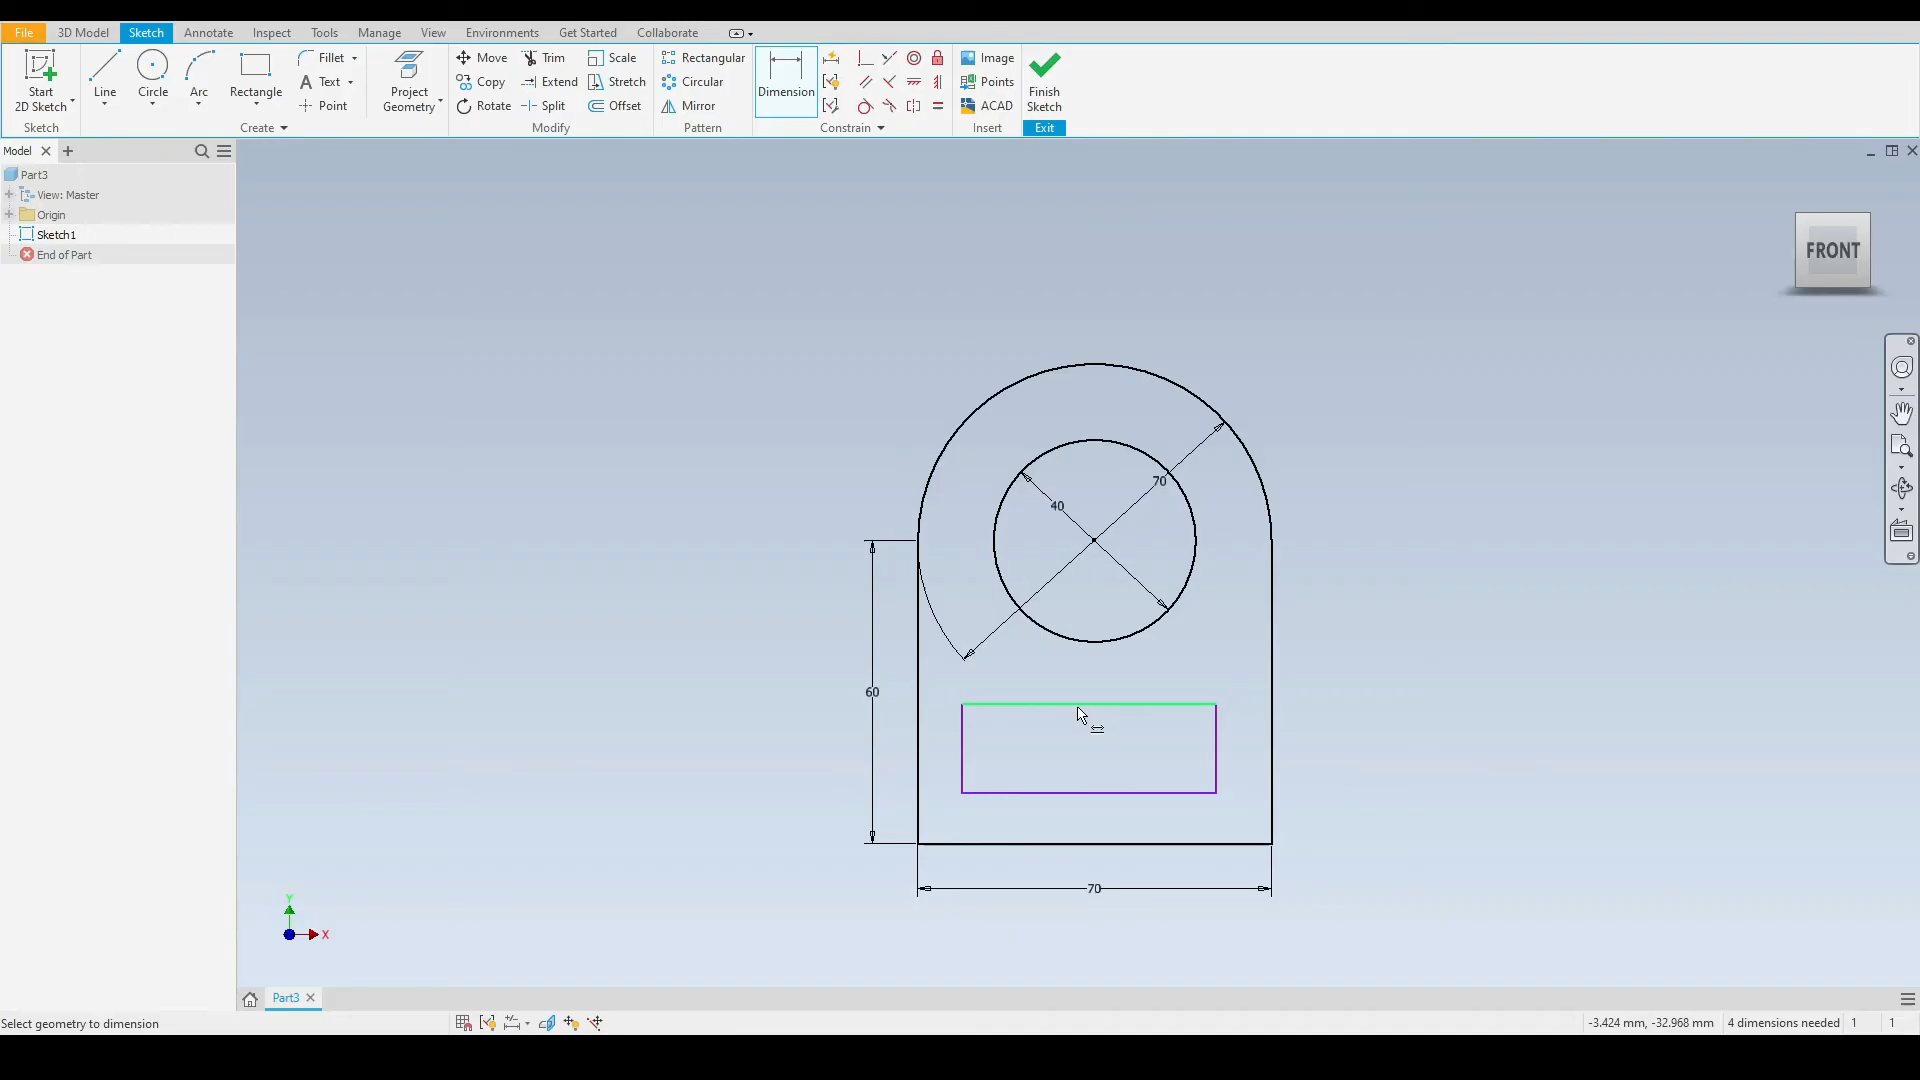 File 3D Model Sketch Annotate Inspect Tools Manage View Environments Get Started Collaborate
Start
2D Sketch
Line
Circle
Arc
Rectangle
Fillet
Text
Point
Project
Geometry
Move
Copy
Rotate
Trim
Extend
Split
Scale
Stretch
Offset
Rectangular
Circular
Mirror
Dimension
Image
Points
ACAD
Finish
Sketch
Sketch
Create
Modify
Pattern
Constrain
Insert
Exit
Model
Part3
View: Master
Origin
Sketch1
End of Part
FRONT
70
40
60
70
Y
X
Part3
Select geometry to dimension
-3.424 mm, -32.968 mm
4 dimensions needed
1
1